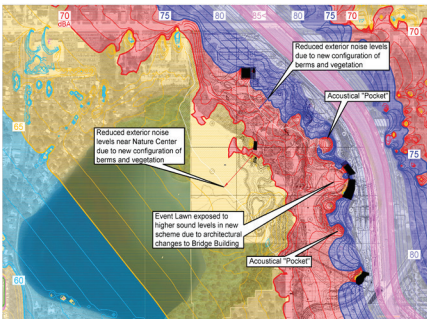 70
dBA
75
80
85<
80
75
70
70
Reduced exterior noise levels
due to new configuration of
berms and vegetation
Acoustical "Pocket"
65
Reduced exterior noise
levels near Nature Center
due to new configuration of
berms and vegetation
75
Event Lawn exposed to
higher sound levels in new
scheme due to architectural
changes to Bridge Building
Acoustical "Pocket"
80
60